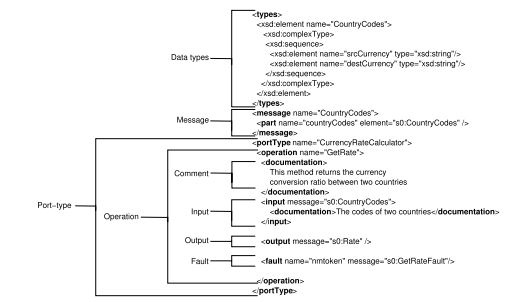 <types>
<xsd:element name="CountryCodes">
<xsd:complexType>
<xsd:sequence>
Data types
<xsd:element name="srcCurrency" type="xsd:string"/>
<xsd:element name="destCurrency" type="xsd:string"/>
</xsd:sequence>
</xsd:complexType>
</xsd:element>
</types>
<message name="CountryCodes">
Message
<part name="countryCodes" element="s0:CountryCodes" />
</message>
<portType name="CurrencyRateCalculator">
<operation name="GetRate">
<documentation>
Comment
This method returns the currency
conversion ratio between two countries
</documentation>
<input message="s0:CountryCodes">
Port-type
Operation
Input
<documentation>The codes of two countries</documentation>
</input>
Output
<output message="s0:Rate" />
Fault
<fault name="nmtoken" message="s0:GetRateFault"/>
</operation>
</portType>